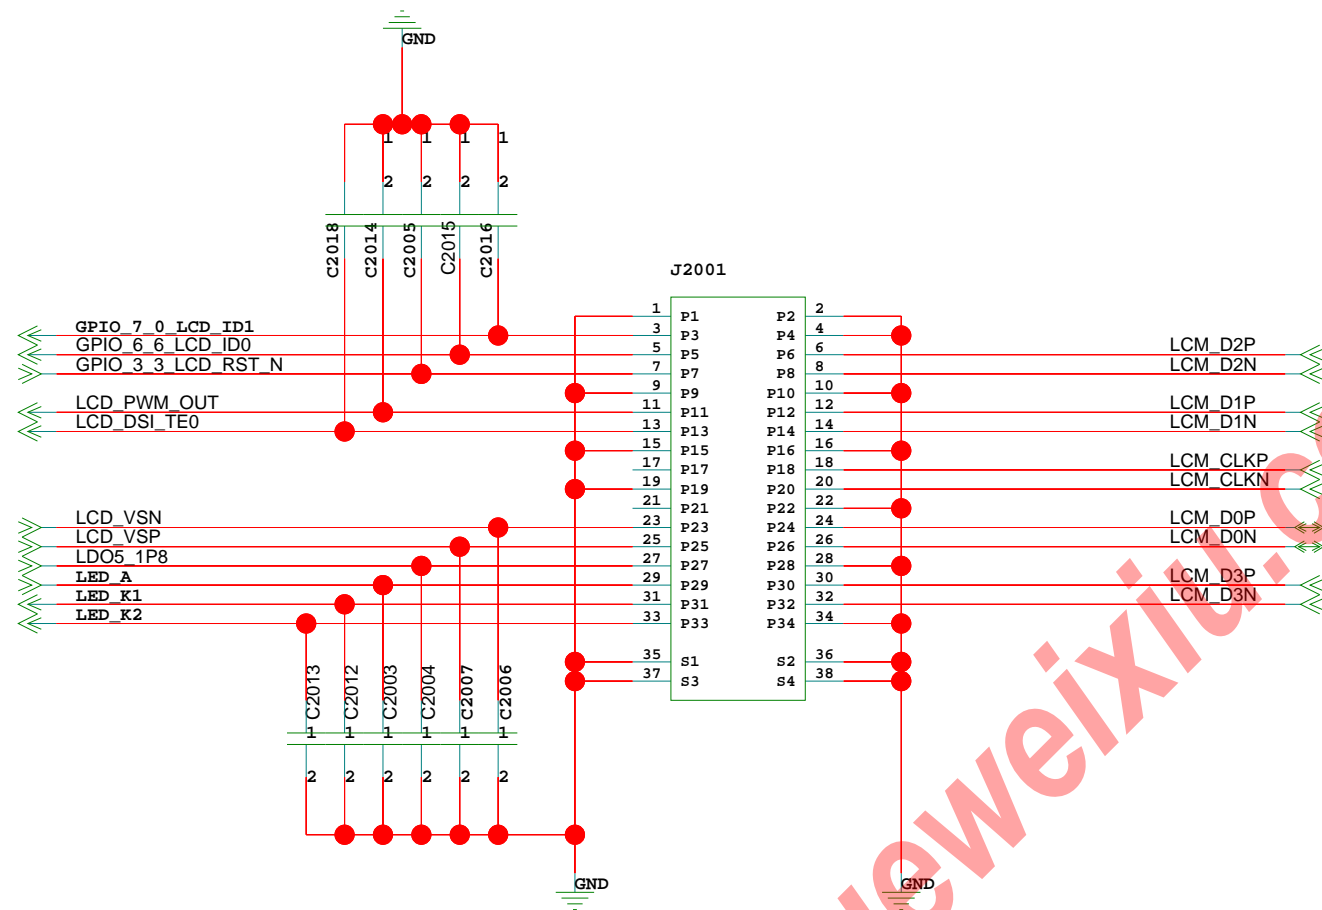 GND
1 1 1 1
2 2 2 2
C2018 C2014 C2005 C2015 C2016
J2001
1 P1 P2 2
GPIO_7_0_LCD_ID1 3 P3 P4 4
GPIO_6_6_LCD_ID0 5 P5 P6 6 LCM_D2P
GPIO_3_3_LCD_RST_N 7 P7 P8 8 LCM_D2N
9 P9 P10 10
LCD_PWM_OUT 11 P11 P12 12 LCM_D1P
LCD_DSI_TE0 13 P13 P14 14 LCM_D1N
15 P15 P16 16
17 P17 P18 18 LCM_CLKP
19 P19 P20 20 LCM_CLKN
21 P21 P22 22
LCD_VSN 23 P23 P24 24 LCM_D0P
LCD_VSP 25 P25 P26 26 LCM_D0N
LDO5_1P8 27 P27 P28 28
LED_A 29 P29 P30 30 LCM_D3P
LED_K1 31 P31 P32 32 LCM_D3N
LED_K2 33 P33 P34 34
35 S1 S2 36
37 S3 S4 38
C2013 C2012 C2003 C2004 C2007 C2006
1 1 1 1 1 1
2 2 2 2 2 2
GND GND